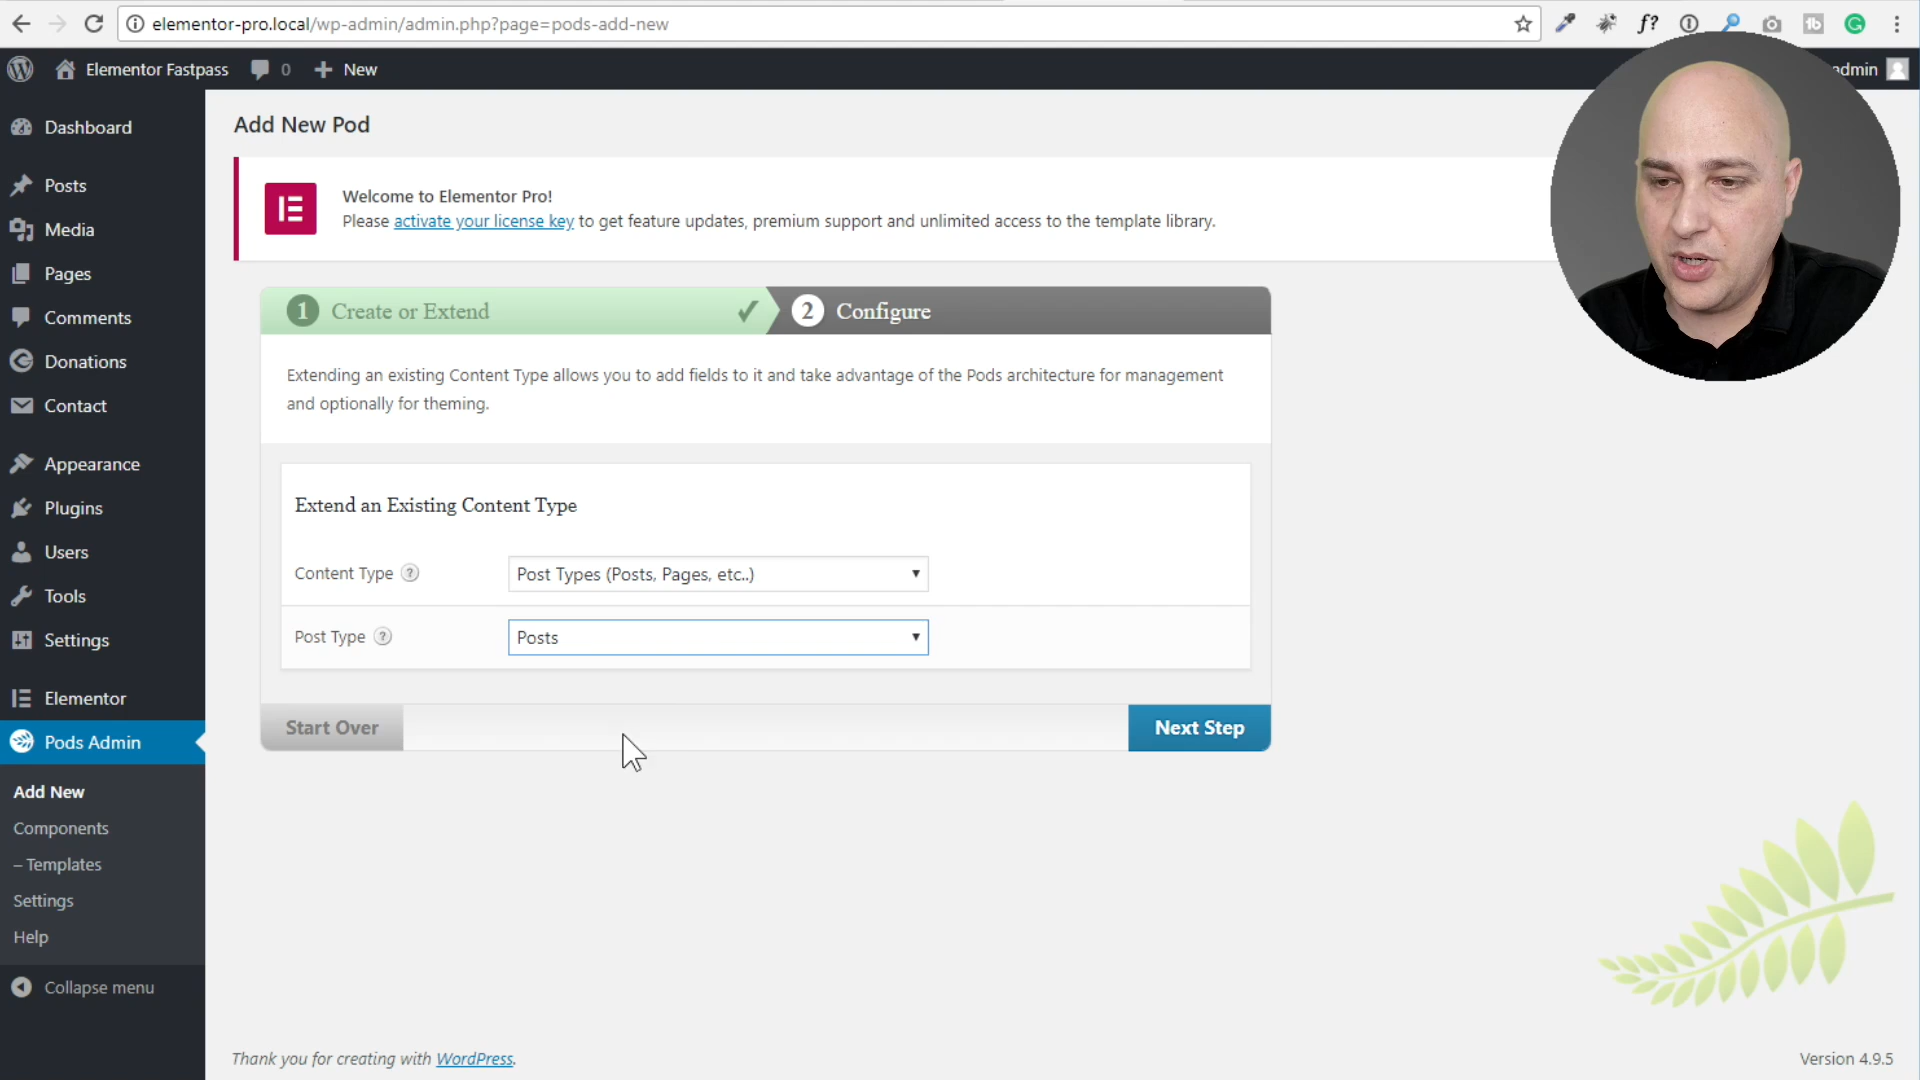 elementor-pro.local/wp-admin/admin.php?page=pods-add-new
f?
Elementor Fastpass
0
New
admin
Dashboard
Posts
Media
Pages
Comments
Donations
Contact
Appearance
Plugins
Users
Tools
Settings
Elementor
Pods Admin
Add New
Components
– Templates
Settings
Help
Collapse menu
Add New Pod
Welcome to Elementor Pro!
Please activate your license key to get feature updates, premium support and unlimited access to the template library.
1 Create or Extend
2 Configure
Extending an existing Content Type allows you to add fields to it and take advantage of the Pods architecture for management
and optionally for theming.
Extend an Existing Content Type
Content Type ? Post Types (Posts, Pages, etc..)
Post Type ? Posts
Start Over
Next Step
Thank you for creating with WordPress.
Version 4.9.5